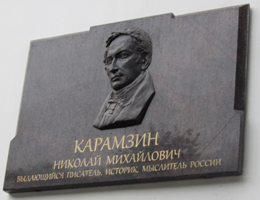 КАРАМЗИН
НИКОЛАЙ МИХАЙЛОВИЧ
ВЫДАЮЩИЙСЯ ПИСАТЕЛЬ, ИСТОРИК, МЫСЛИТЕЛЬ РОССИИ